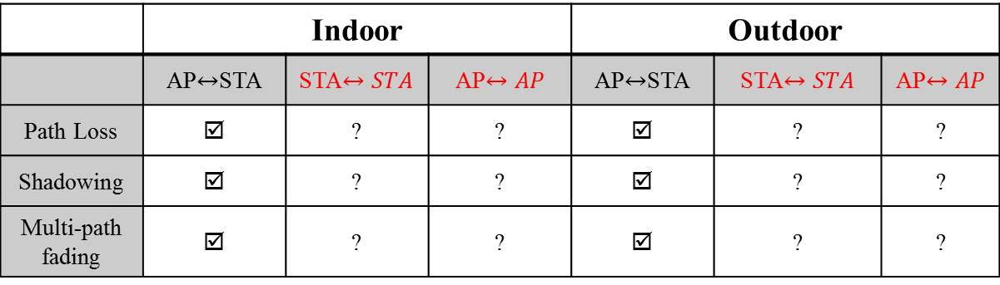 Indoor Outdoor
AP↔STA STA↔ STA AP↔ AP AP↔STA STA↔ STA AP↔ AP
Path Loss ☑ ? ? ☑ ? ?
Shadowing ☑ ? ? ☑ ? ?
Multi-path
fading ☑ ? ? ☑ ? ?